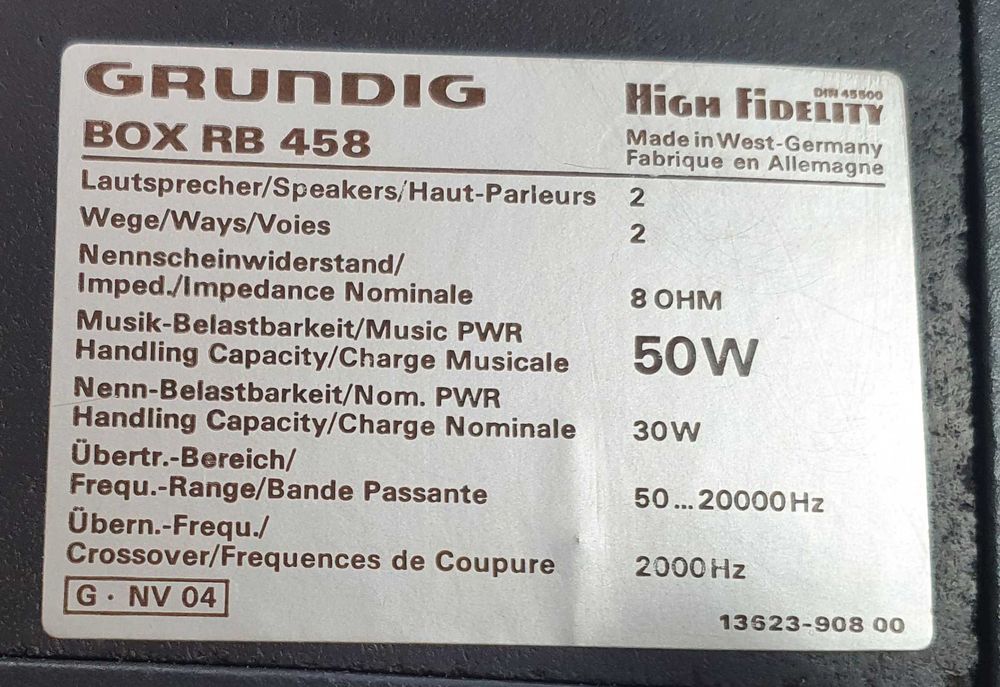 GRUNDIG
BOX RB 458
High Fidelity DIN 45500
Made in West-Germany
Fabrique en Allemagne
Lautsprecher/Speakers/Haut-Parleurs 2
Wege/Ways/Voies 2
Nennscheinwiderstand/
Imped./Impedance Nominale 8 OHM
Musik-Belastbarkeit/Music PWR
Handling Capacity/Charge Musicale 50W
Nenn-Belastbarkeit/Nom. PWR
Handling Capacity/Charge Nominale 30W
Übertr.-Bereich/
Frequ.-Range/Bande Passante 50...20000Hz
Übern.-Frequ./
Crossover/Frequences de Coupure 2000Hz
G · NV 04
13623-908 00